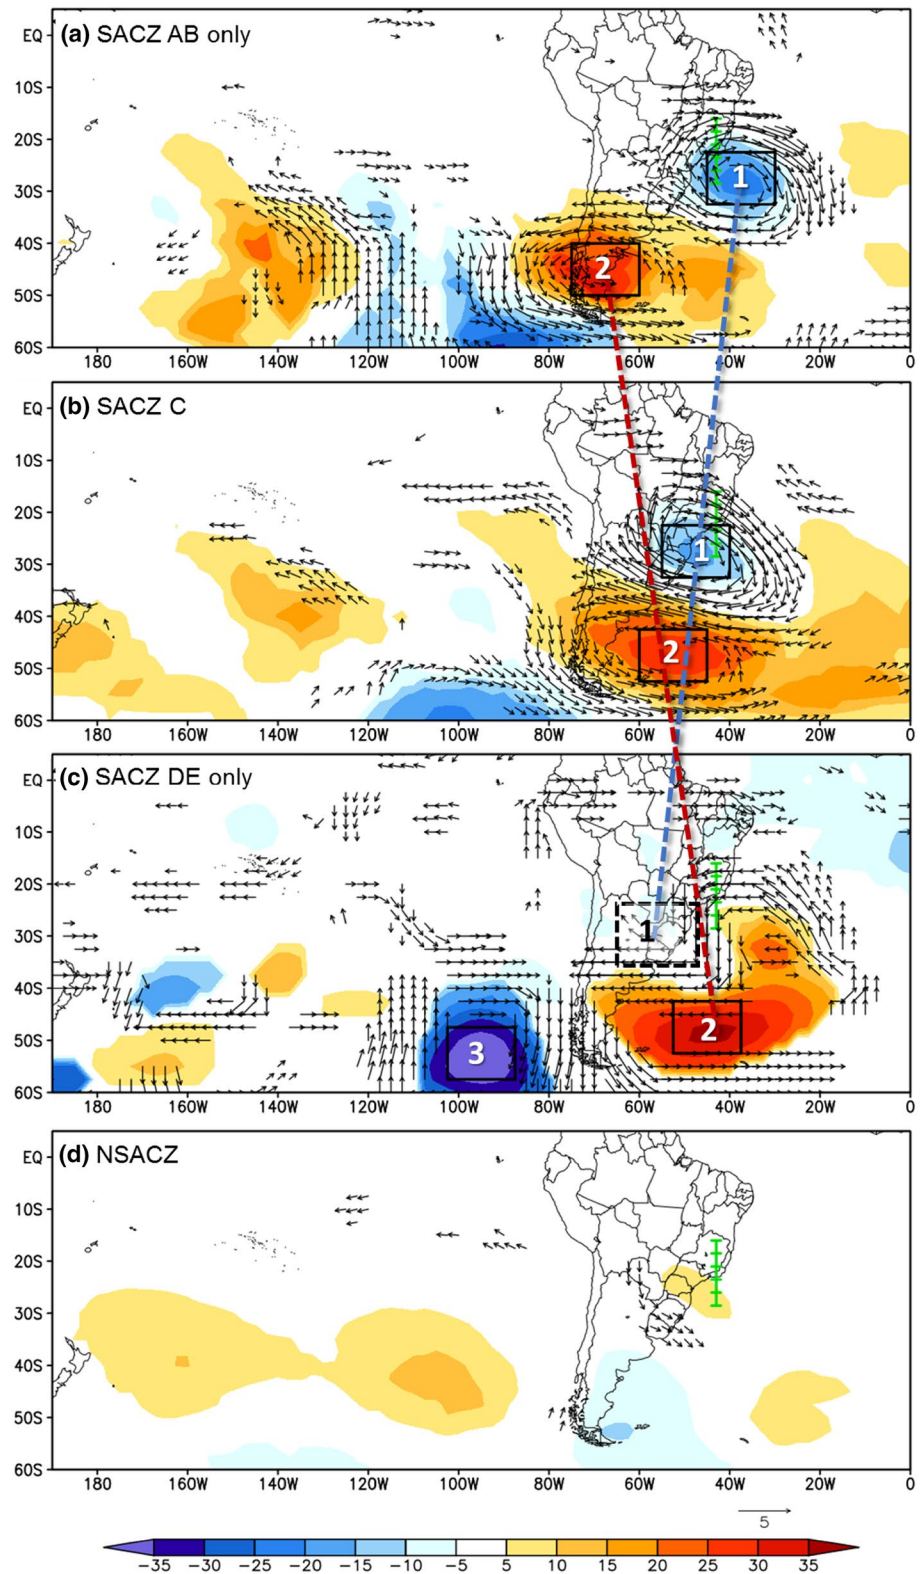 (a) SACZ AB only
EQ
10S
20S
30S
40S
50S
60S
1
2
180 160W 140W 120W 100W 80W 60W 40W 20W 0
(b) SACZ C
EQ
10S
20S
30S
40S
50S
60S
1
2
180 160W 140W 120W 100W 80W 60W 40W 20W 0
(c) SACZ DE only
EQ
10S
20S
30S
40S
50S
60S
1
2
3
180 160W 140W 120W 100W 80W 60W 40W 20W 0
(d) NSACZ
EQ
10S
20S
30S
40S
50S
60S
180 160W 140W 120W 100W 80W 60W 40W 20W 0
5
-35 -30 -25 -20 -15 -10 -5 5 10 15 20 25 30 35